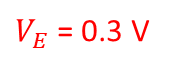 V_E = 0.3 V